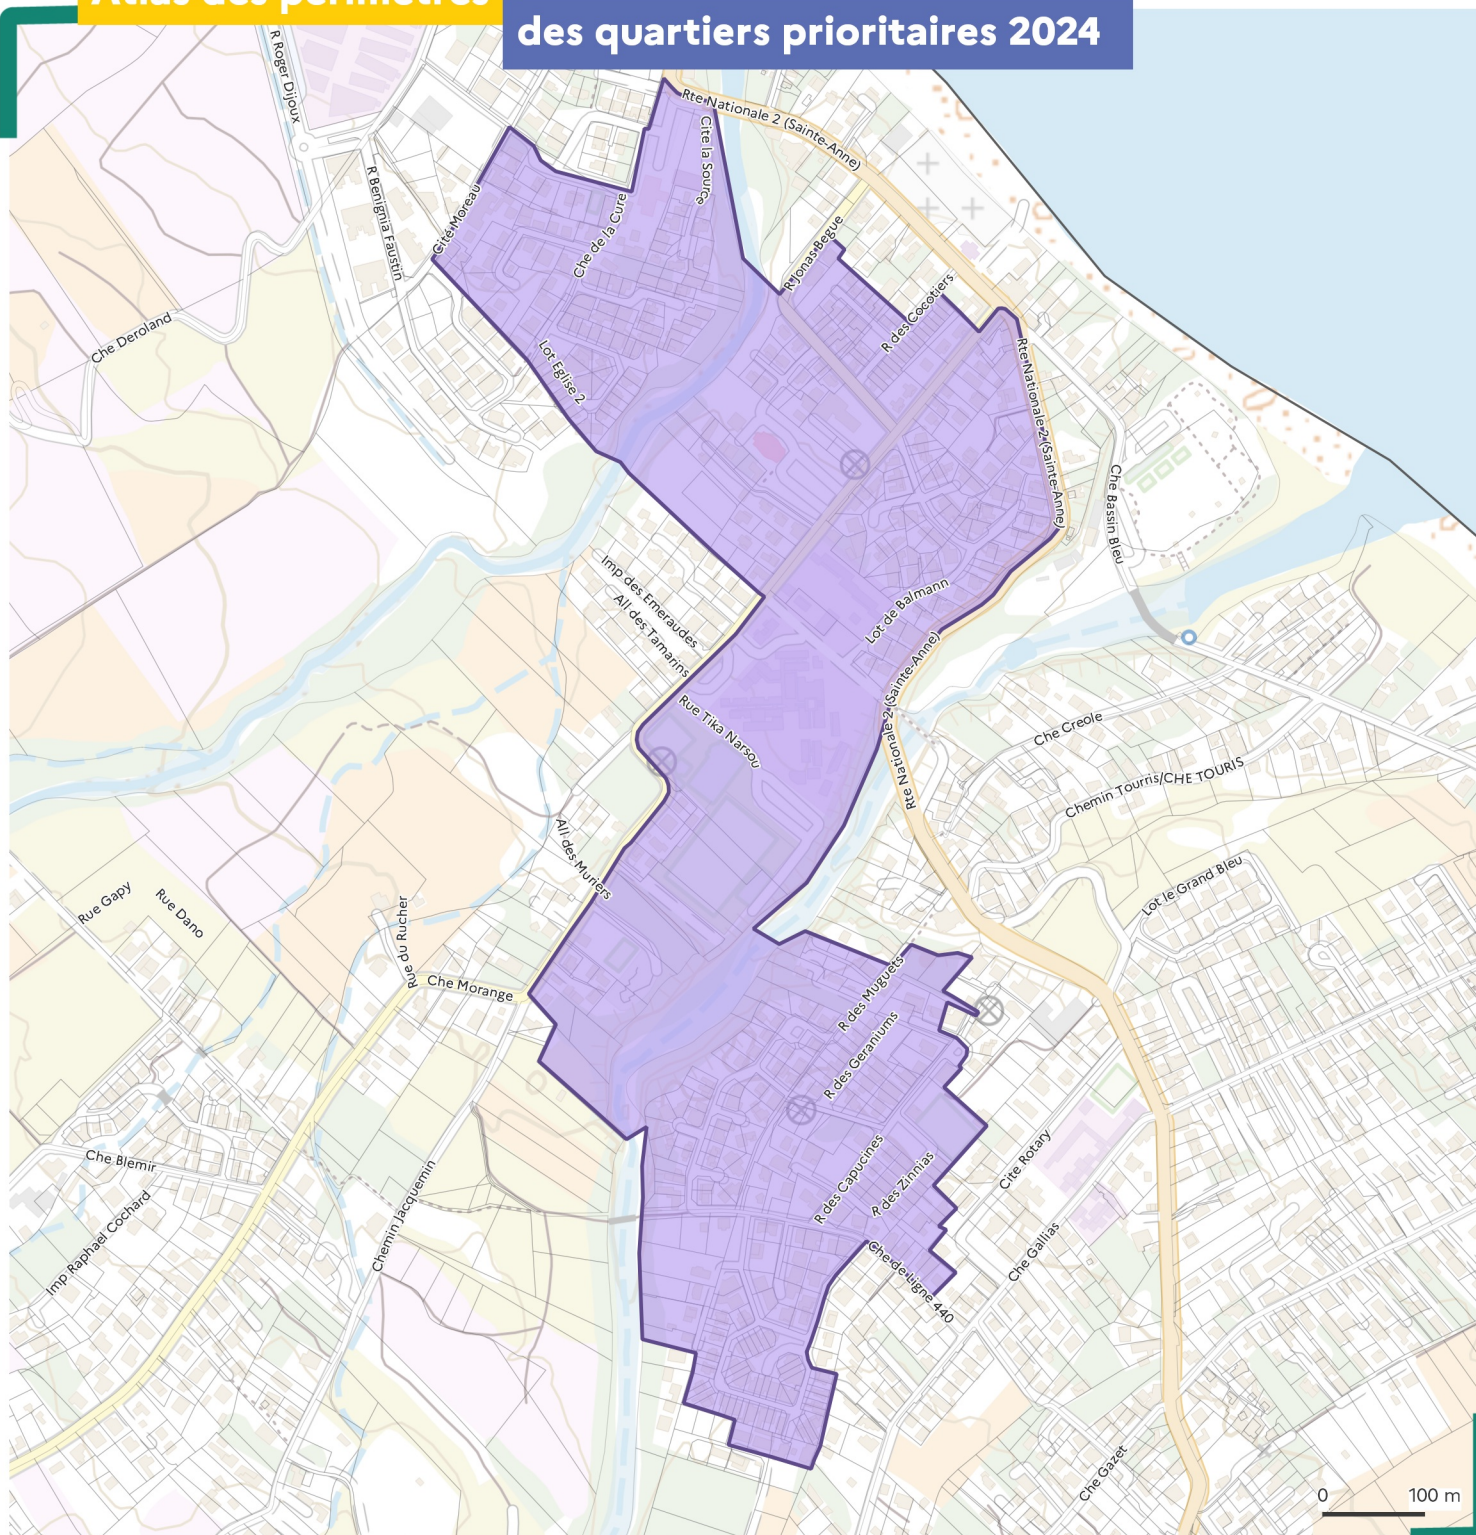 Atlas des périmètres
des quartiers prioritaires 2024
R Roger Dijoux
Rte Nationale 2 (Sainte-Anne)
Cite la Source
R Benignia Faustin
Cité Moreau
Che de la Cure
R Jonas Begue
R des Cocotiers
Che Deroland
Lot Eglise 2
Rte Nationale 2 (Sainte-Anne)
Che Bassin Bleu
Imp des Emeraudes
All des Tamarins
Lot de Balmann
Rte Nationale 2 (Sainte-Anne)
Rue Tika Narsou
Che Creole
Chemin Tourris/CHE TOURIS
All des Muriers
Lot le Grand Bleu
Rue Gapy
Rue Dano
Rue du Rucher
Che Morange
R des Muguets
R des Geraniums
Che Blemir
Imp Raphael Cochard
Chemin Jacquemin
R des Capucines
R des Zinnias
Cite Rotary
Che Gallias
Che de Ligne 440
Che Gazet
0 100 m